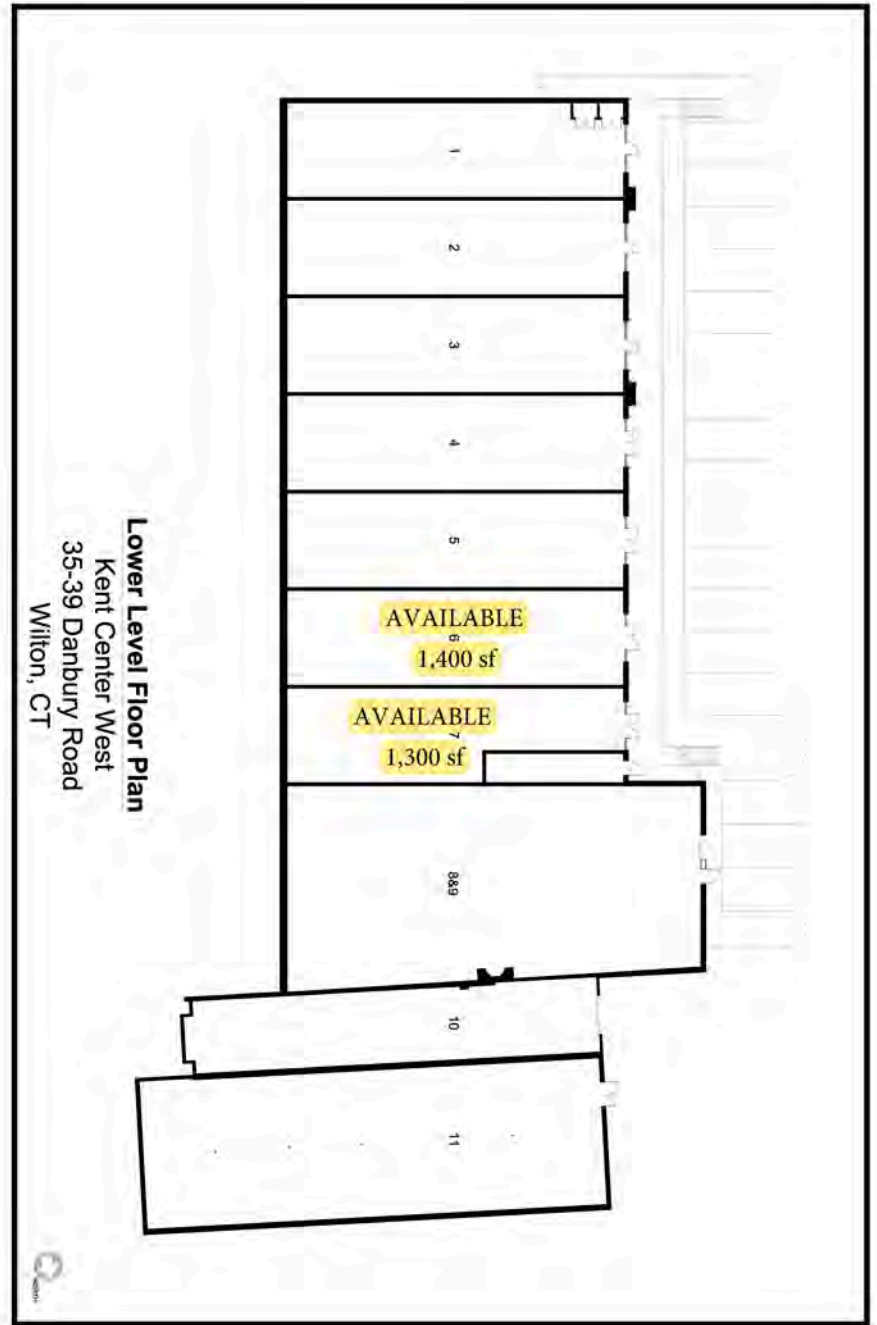 1
2
3
4
5
AVAILABLE
6
1,400 sf
AVAILABLE
7
1,300 sf
8&9
10
11
Lower Level Floor Plan
Kent Center West
35-39 Danbury Road
Wilton, CT